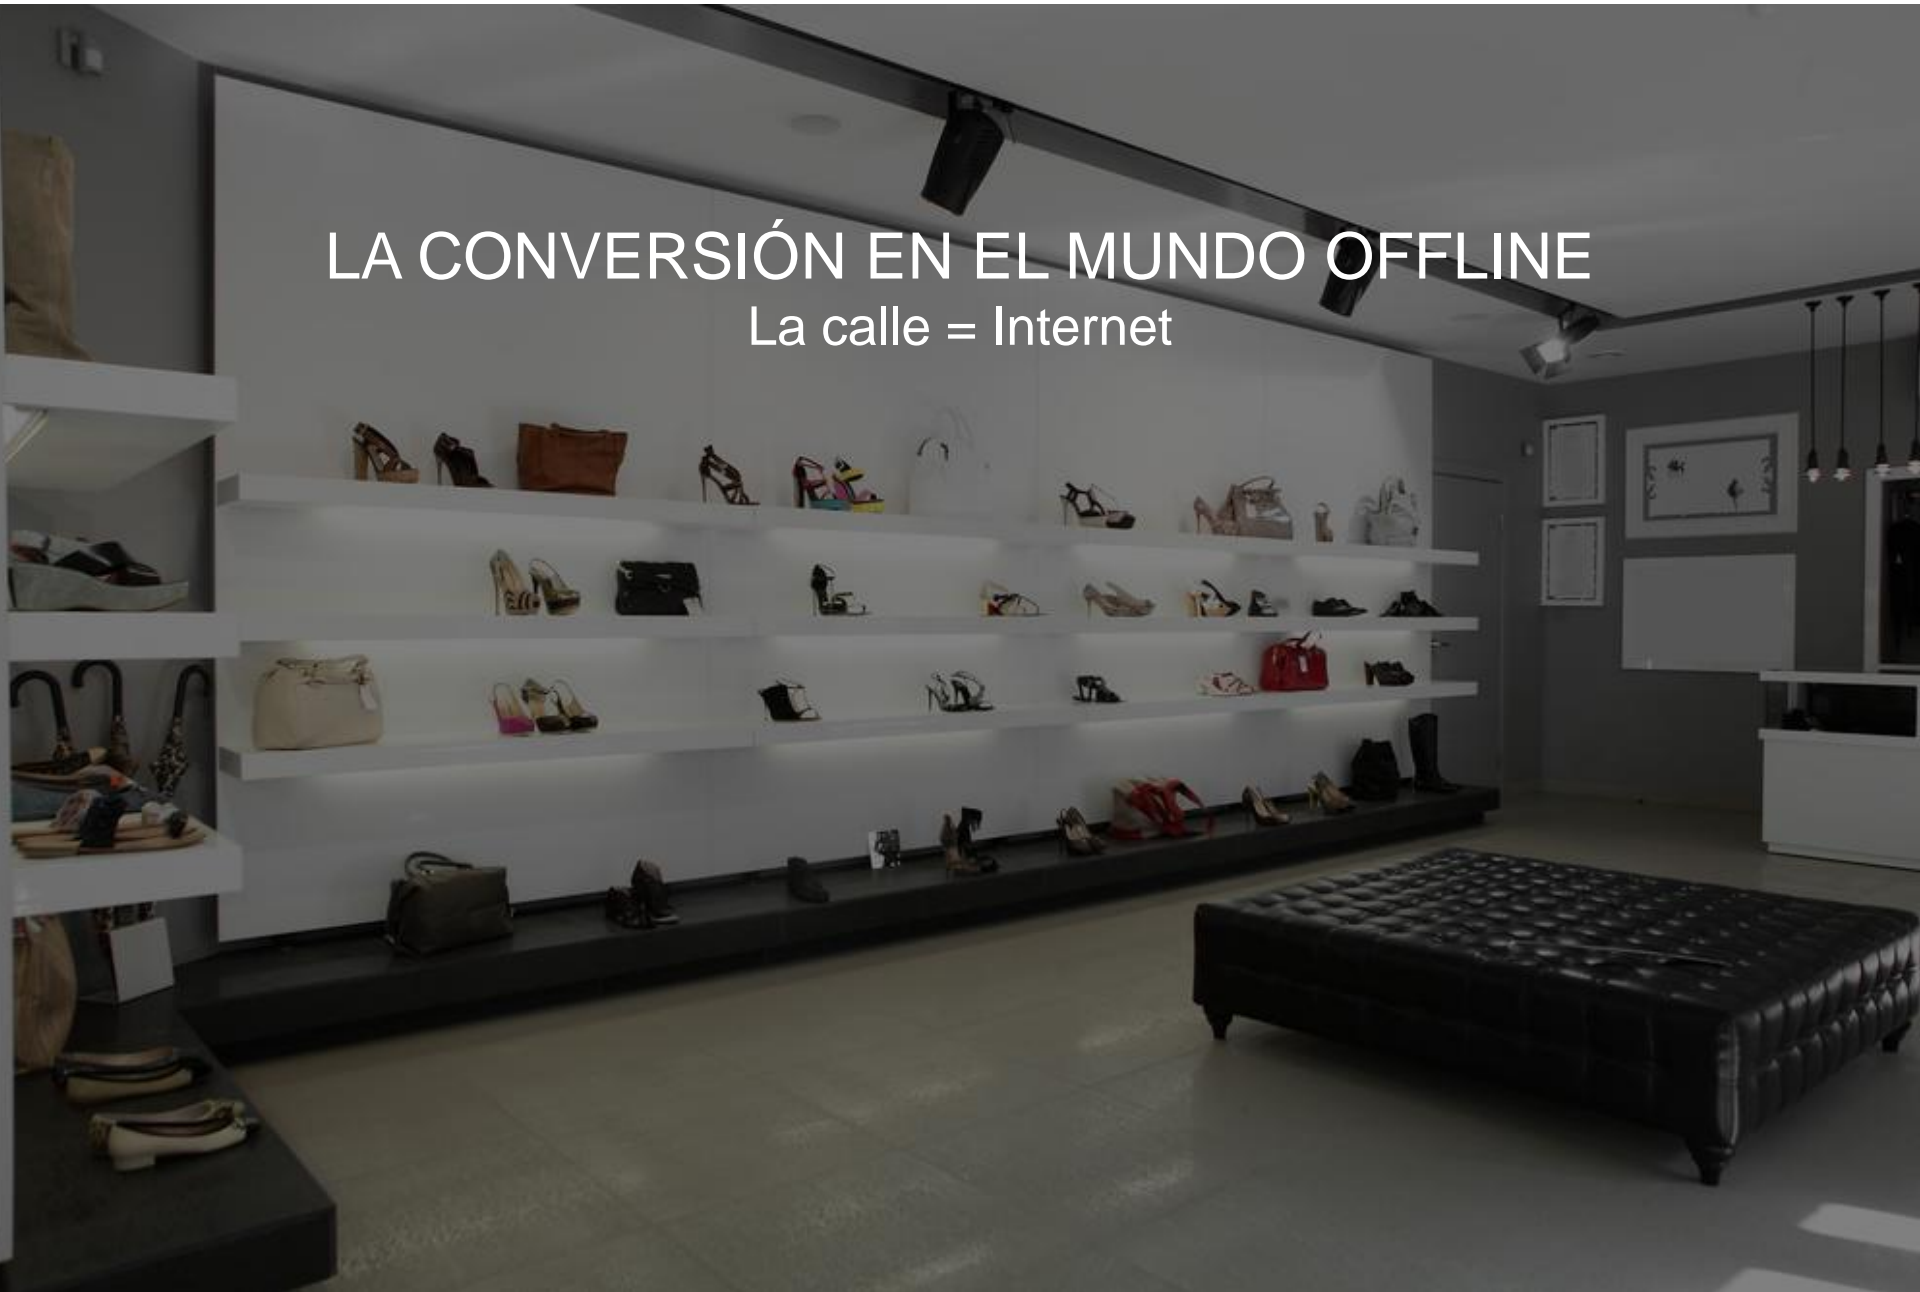 LA CONVERSIÓN EN EL MUNDO OFFLINE
La calle = Internet